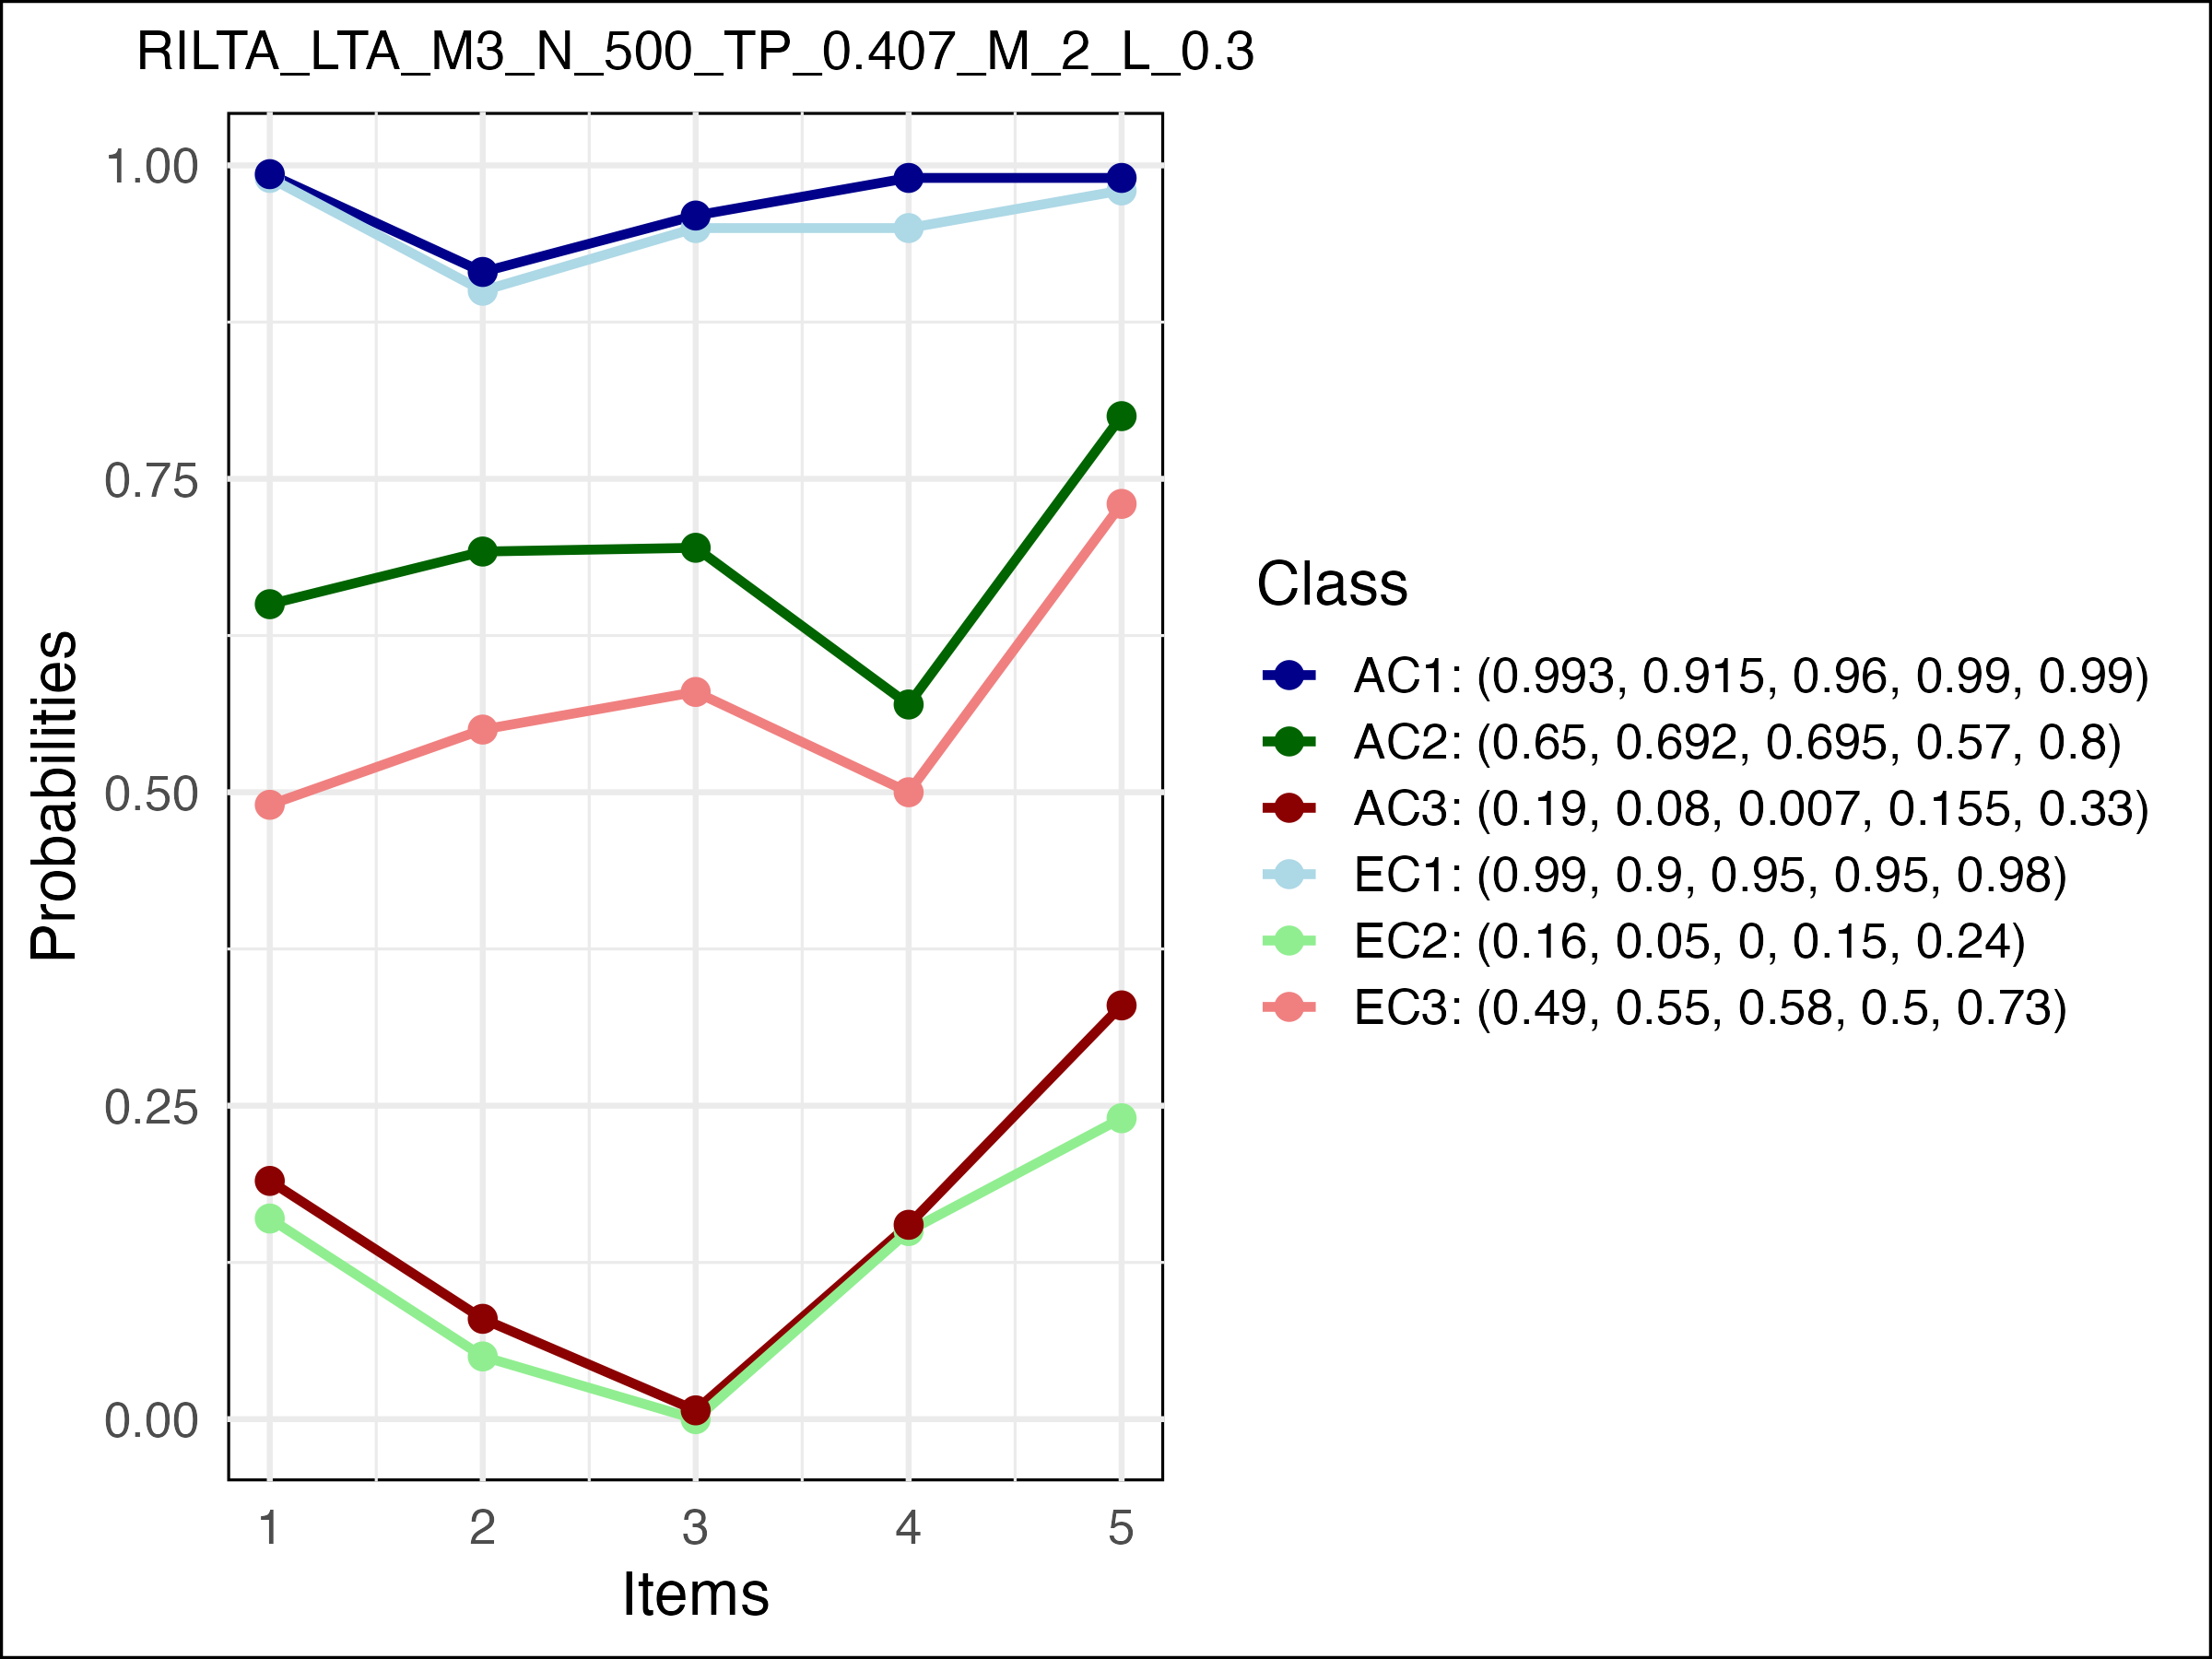 RILTA_LTA_M3_N_500_TP_0.407_M_2_L_0.3
1.00
0.75
0.50
0.25
0.00
Probabilities
1 2 3 4 5
Items
Class
AC1: (0.993, 0.915, 0.96, 0.99, 0.99)
AC2: (0.65, 0.692, 0.695, 0.57, 0.8)
AC3: (0.19, 0.08, 0.007, 0.155, 0.33)
EC1: (0.99, 0.9, 0.95, 0.95, 0.98)
EC2: (0.16, 0.05, 0, 0.15, 0.24)
EC3: (0.49, 0.55, 0.58, 0.5, 0.73)